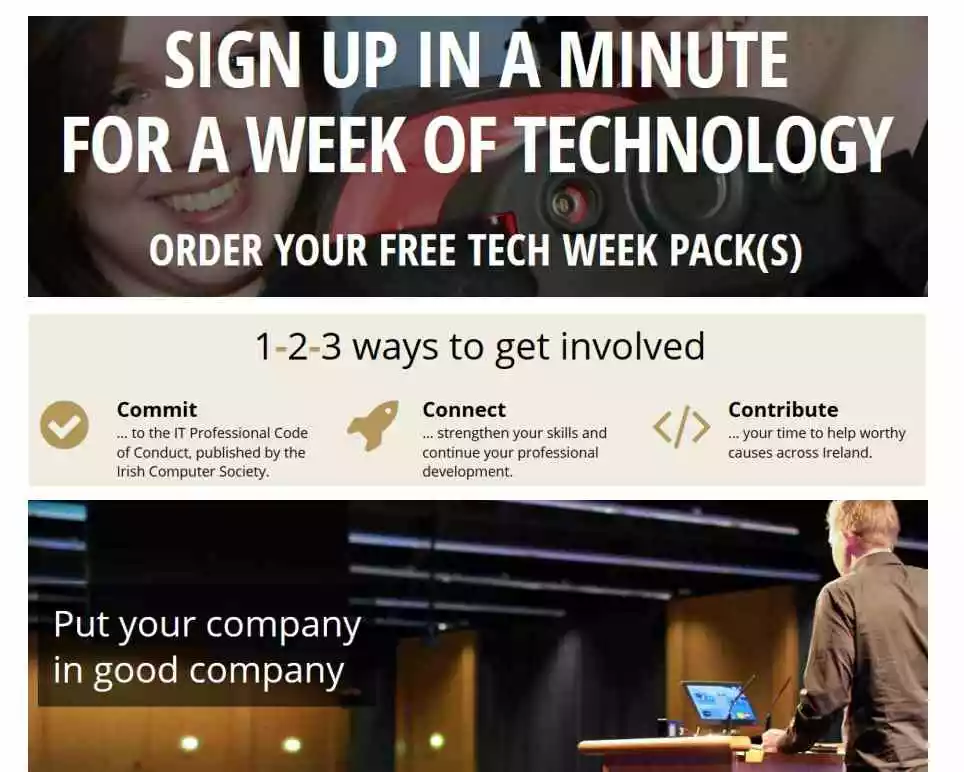 SIGN UP IN A MINUTE
FOR A WEEK OF TECHNOLOGY
ORDER YOUR FREE TECH WEEK PACK(S)
1-2-3 ways to get involved
Commit
... to the IT Professional Code
of Conduct, published by the
Irish Computer Society.
Connect
... strengthen your skills and
continue your professional
development.
Contribute
... your time to help worthy
causes across Ireland.
Put your company
in good company